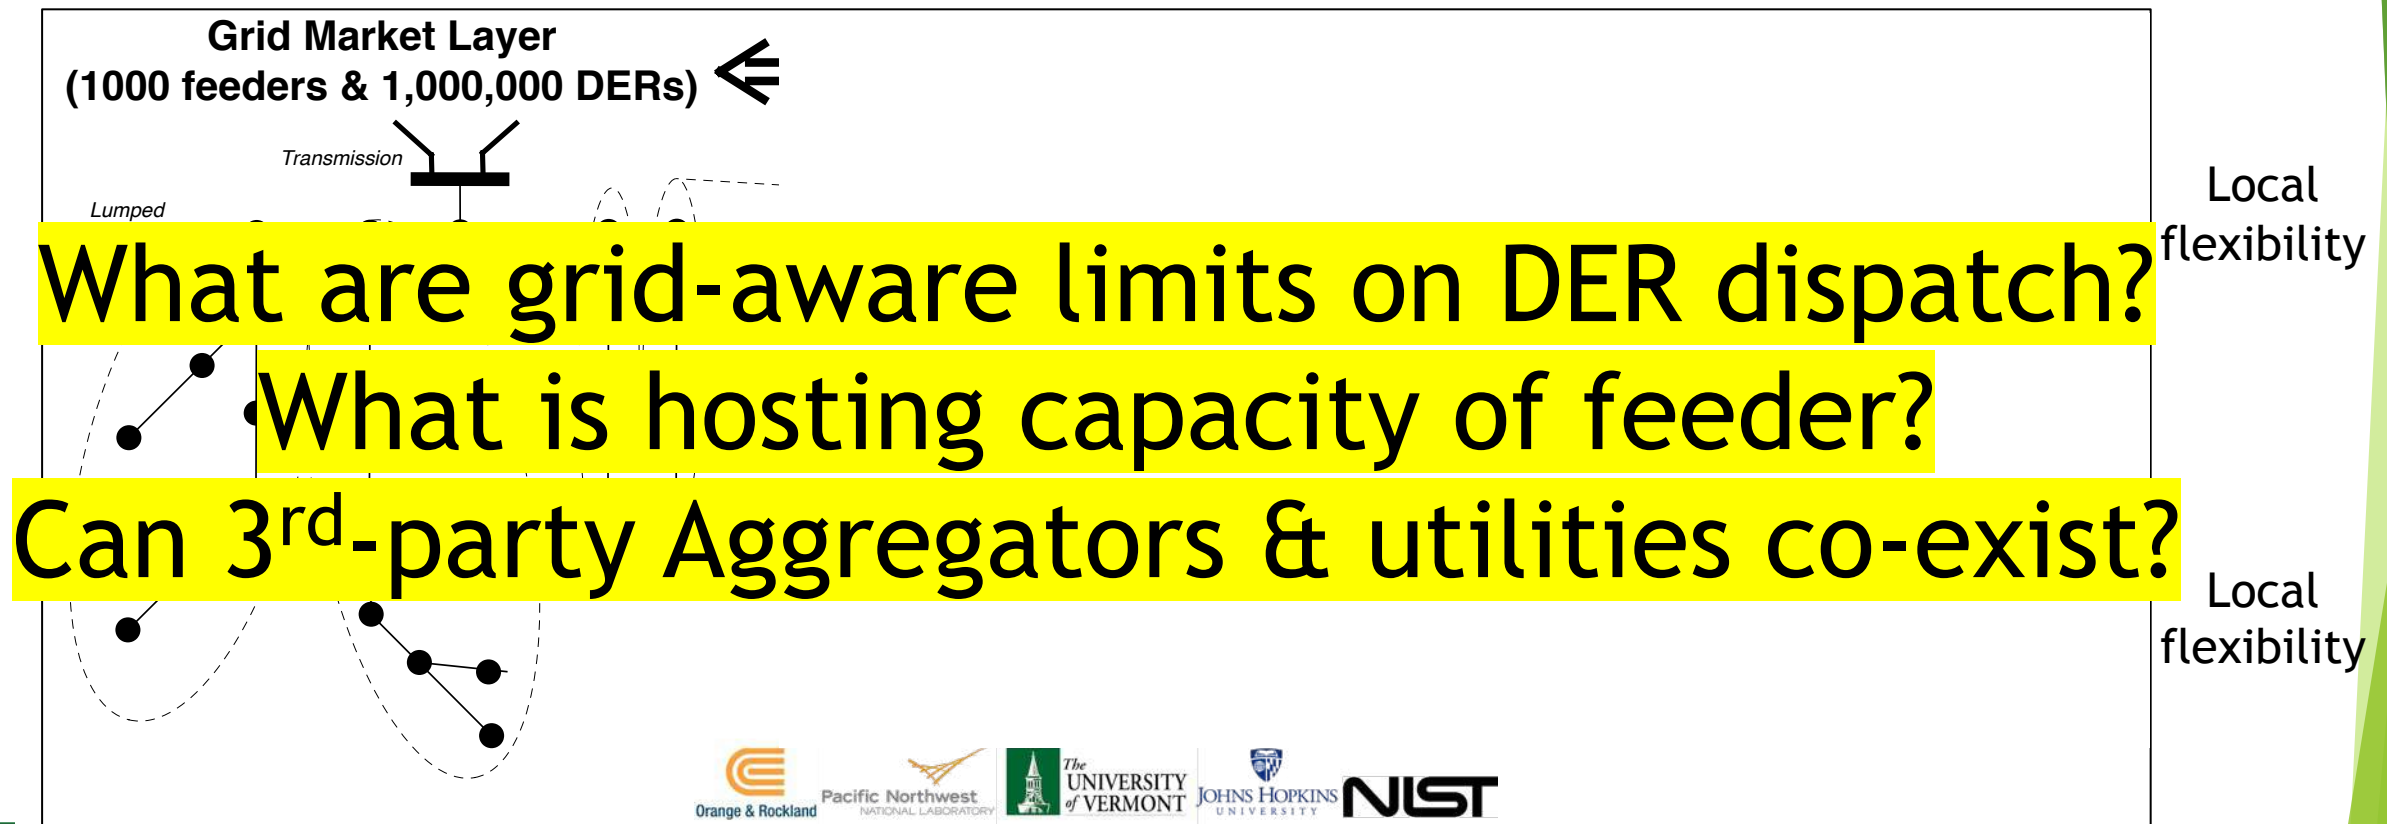 Grid Market Layer
(1000 feeders & 1,000,000 DERs)
Transmission
Lumped
Local
flexibility
What are grid-aware limits on DER dispatch?
What is hosting capacity of feeder?
Can 3rd-party Aggregators & utilities co-exist?
Local
flexibility
Orange & Rockland
Pacific Northwest
NATIONAL LABORATORY
The
UNIVERSITY
of VERMONT
JOHNS HOPKINS
UNIVERSITY
NIST